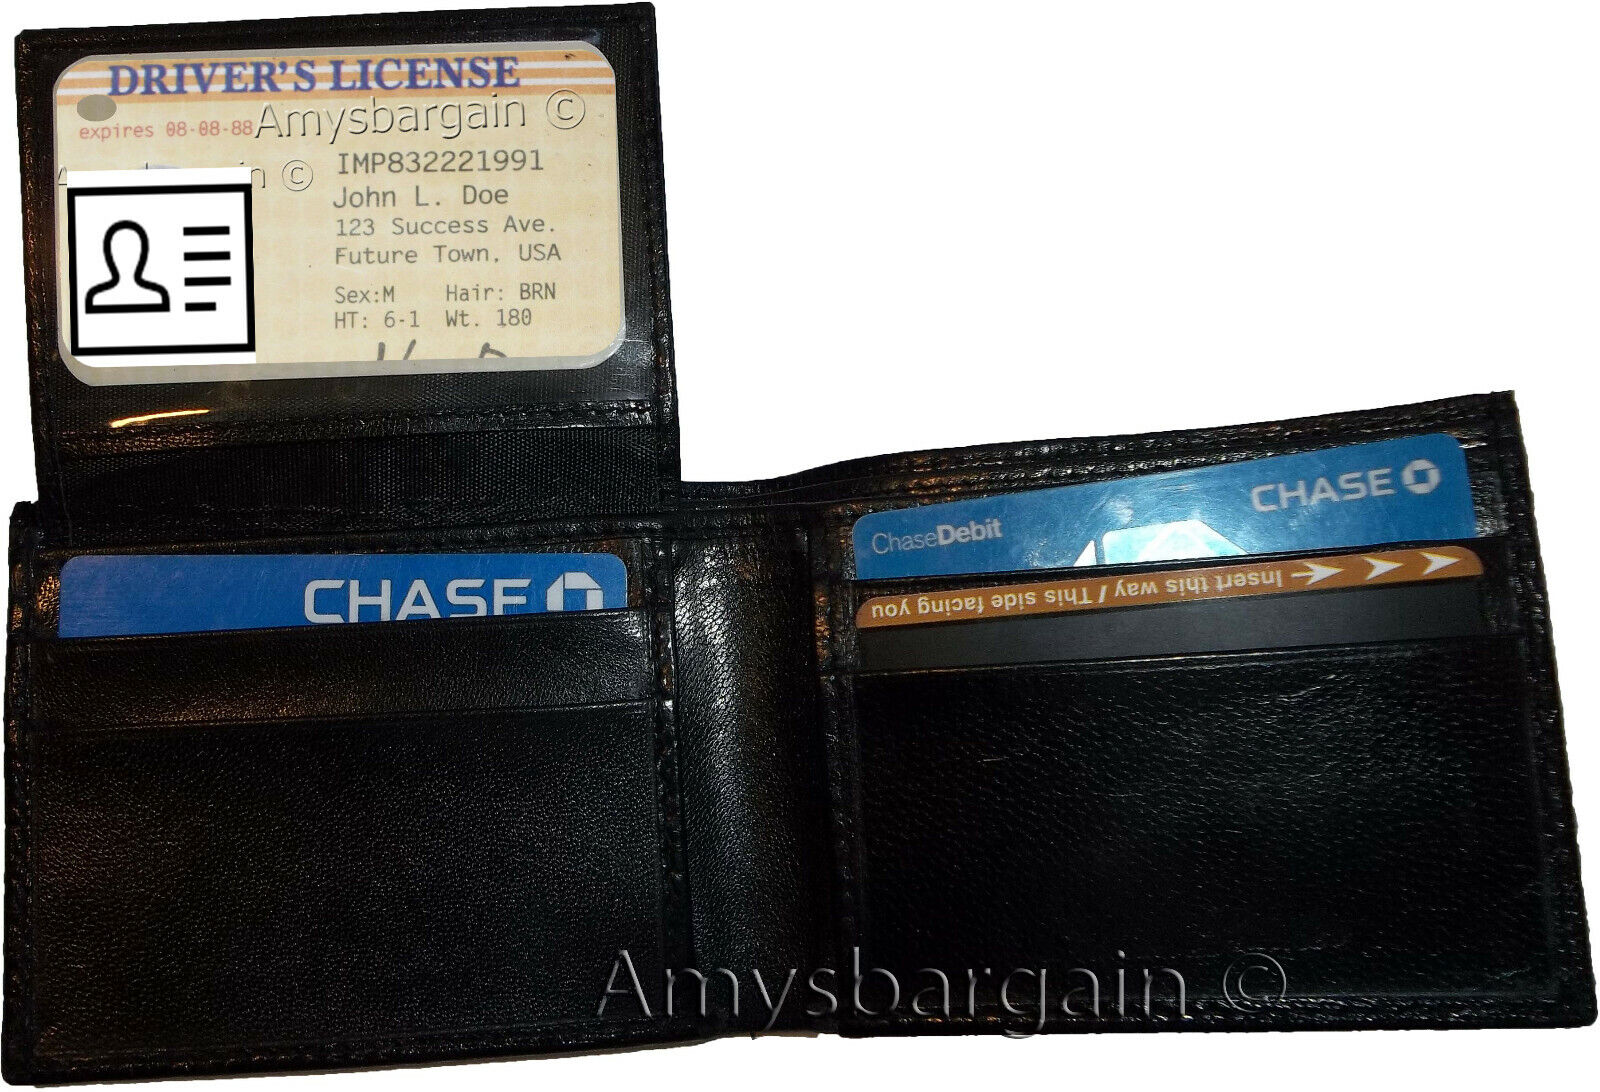 DRIVER'S LICENSE
expires 08-08-88
Amysbargain ©
n ©
IMP832221991
John L. Doe
123 Success Ave.
Future Town, USA
Sex:M Hair: BRN
HT: 6-1 Wt. 180
CHASE
ChaseDebit
CHASE
Insert this way / This side facing you
Amysbargain ©